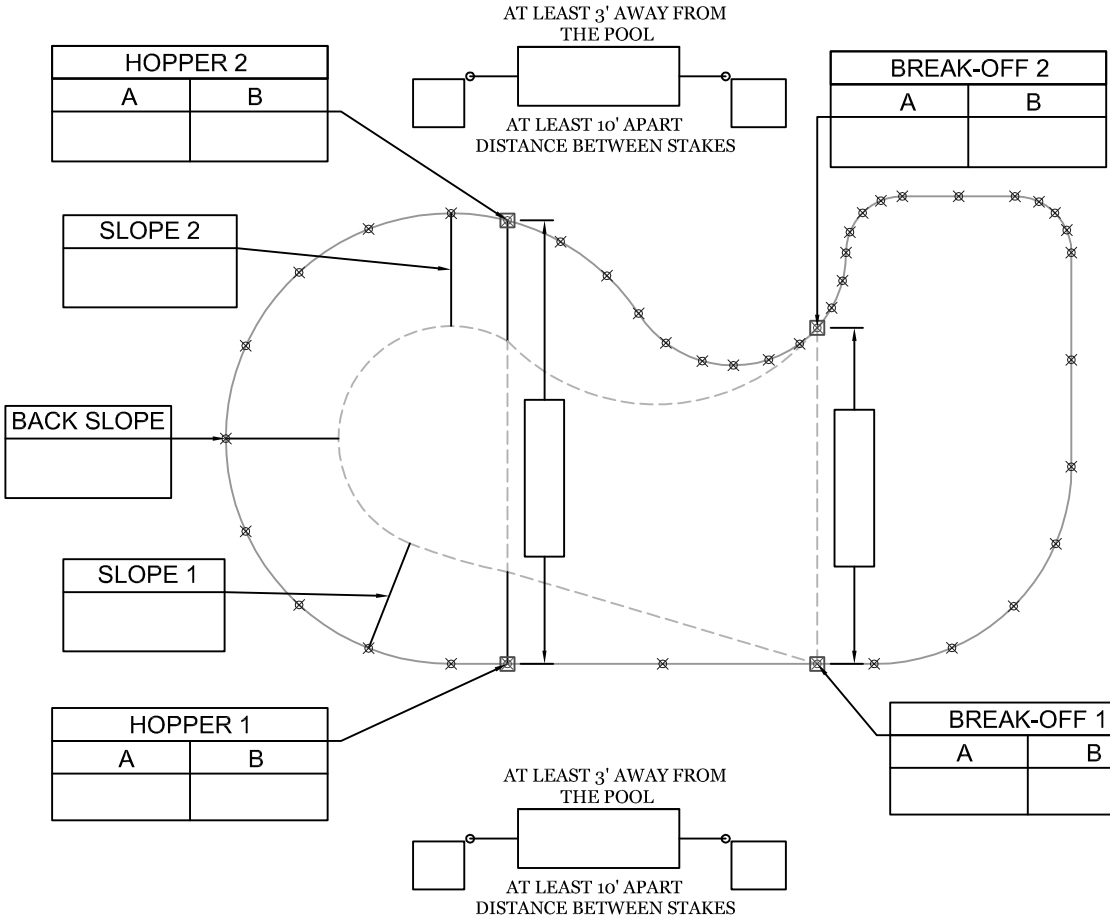 AT LEAST 3' AWAY FROM
THE POOL
HOPPER 2
A B
BREAK-OFF 2
A B
AT LEAST 10' APART
DISTANCE BETWEEN STAKES
SLOPE 2
BACK SLOPE
SLOPE 1
HOPPER 1
A B
BREAK-OFF 1
A B
AT LEAST 3' AWAY FROM
THE POOL
AT LEAST 10' APART
DISTANCE BETWEEN STAKES